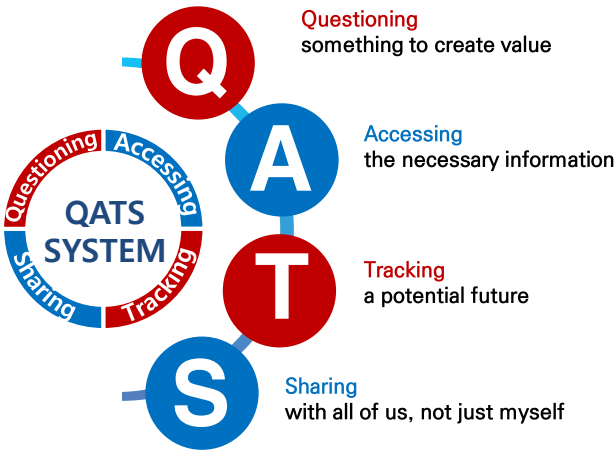 Q
Questioning
something to create value
A
Accessing
the necessary information
Questioning
Accessing
QATS
SYSTEM
Sharing
Tracking
T
Tracking
a potential future
S
Sharing
with all of us, not just myself